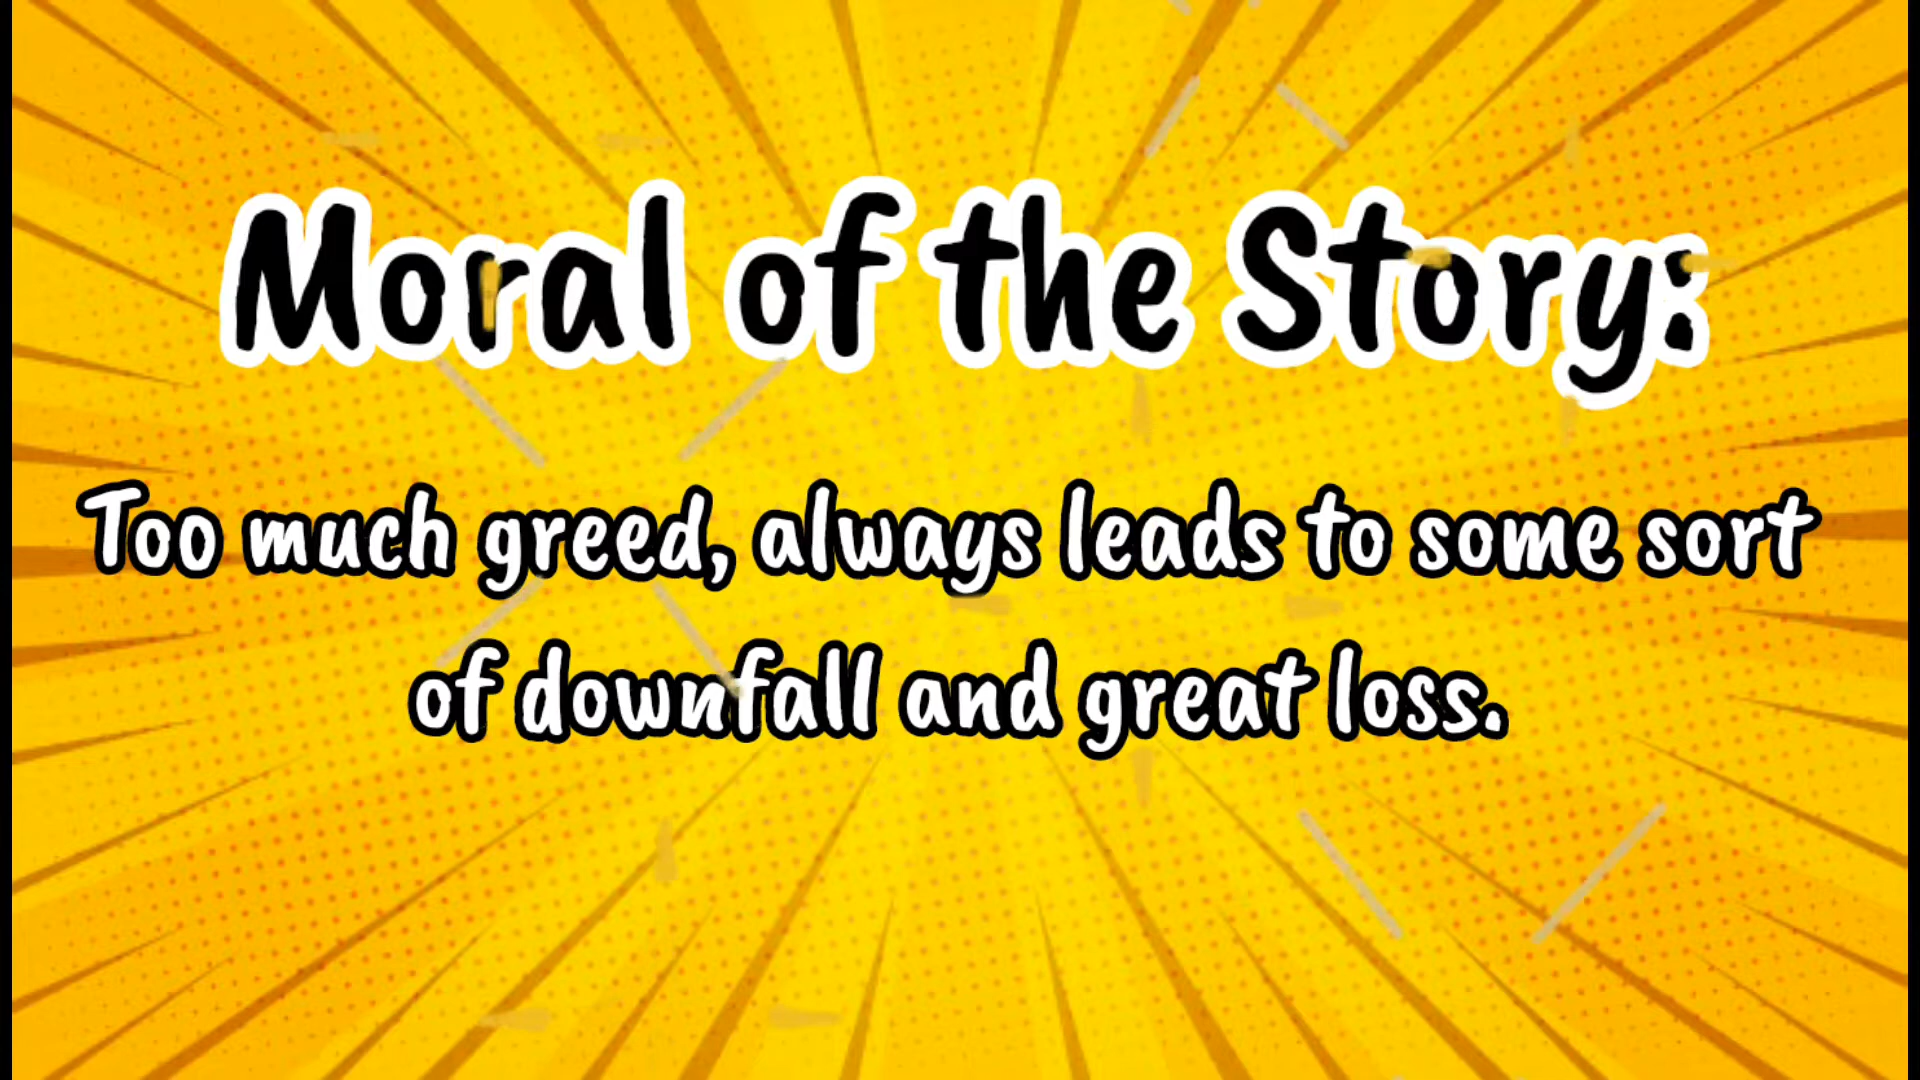 Moral of the Story:
Too much greed, always leads to some sort
of downfall and great loss.